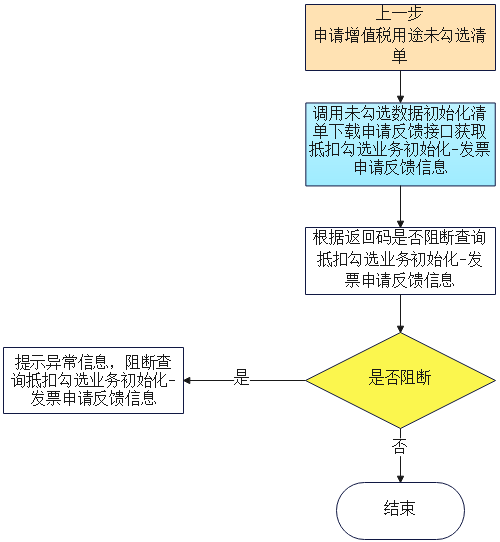 上一步
申请增值税用途未勾选清
单
调用未勾选数据初始化清
单下载申请反馈接口获取
抵扣勾选业务初始化-发票
申请反馈信息
根据返回码是否阻断查询
抵扣勾选业务初始化-发
票申请反馈信息
是否阻断
是
提示异常信息，阻断查
询抵扣勾选业务初始化-
发票申请反馈信息
否
结束